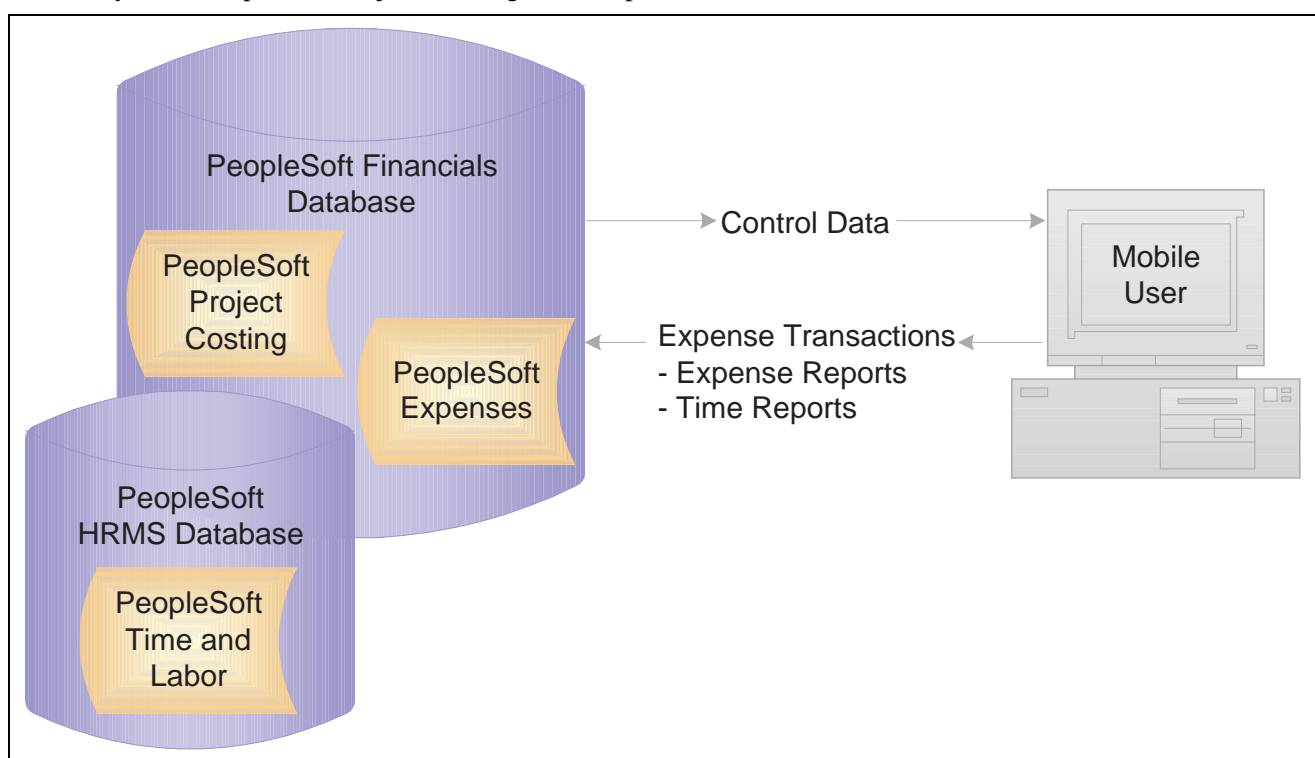 PeopleSoft Financials
Database
PeopleSoft
Project
Costing
PeopleSoft
Expenses
PeopleSoft
HRMS Database
PeopleSoft
Time and
Labor
Control Data
Expense Transactions
- Expense Reports
- Time Reports
Mobile
User